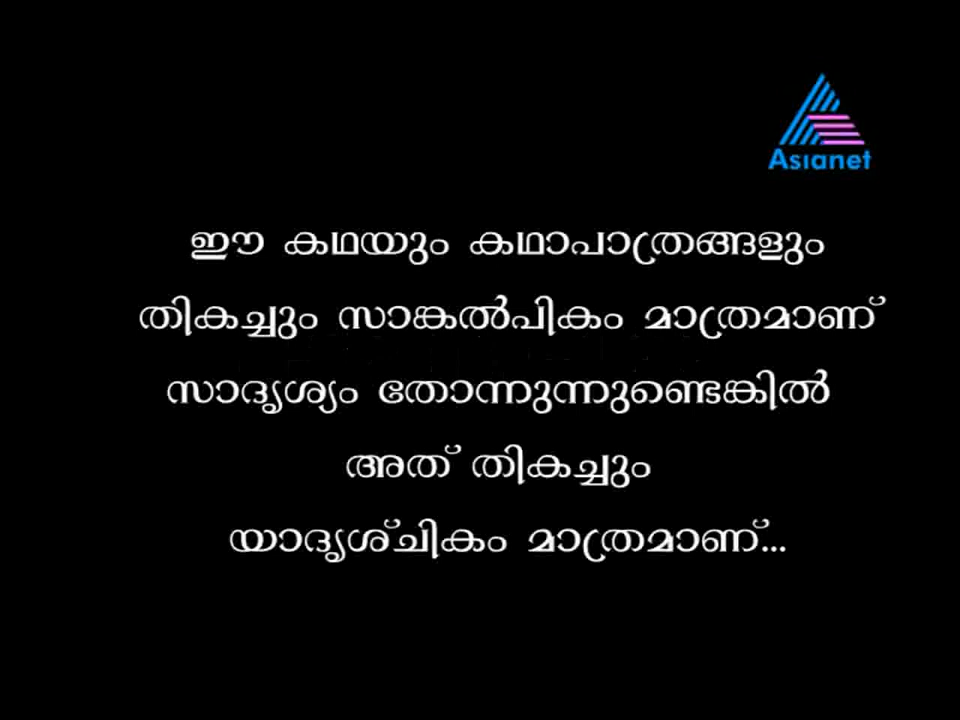 Asianet
ഈ കഥയും കഥാപാത്രങ്ങളും
തികച്ചും സാങ്കൽപികം മാത്രമാണ്
സാദൃശ്യം തോന്നുന്നുണ്ടെങ്കിൽ
അത് തികച്ചും
യാദൃശ്ചികം മാത്രമാണ്...